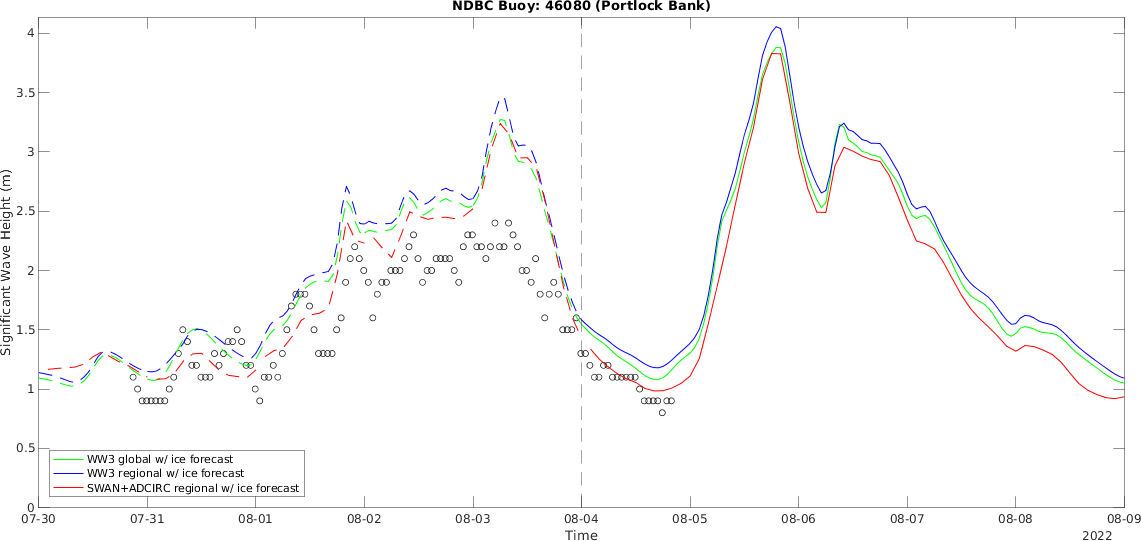 NDBC Buoy: 46080 (Portlock Bank)
Significant Wave Height (m)
4
3.5
3
2.5
2
1.5
1
0.5
0
WW3 global w/ ice forecast
WW3 regional w/ ice forecast
SWAN+ADCIRC regional w/ ice forecast
07-30 07-31 08-01 08-02 08-03 08-04 08-05 08-06 08-07 08-08 08-09
Time
2022